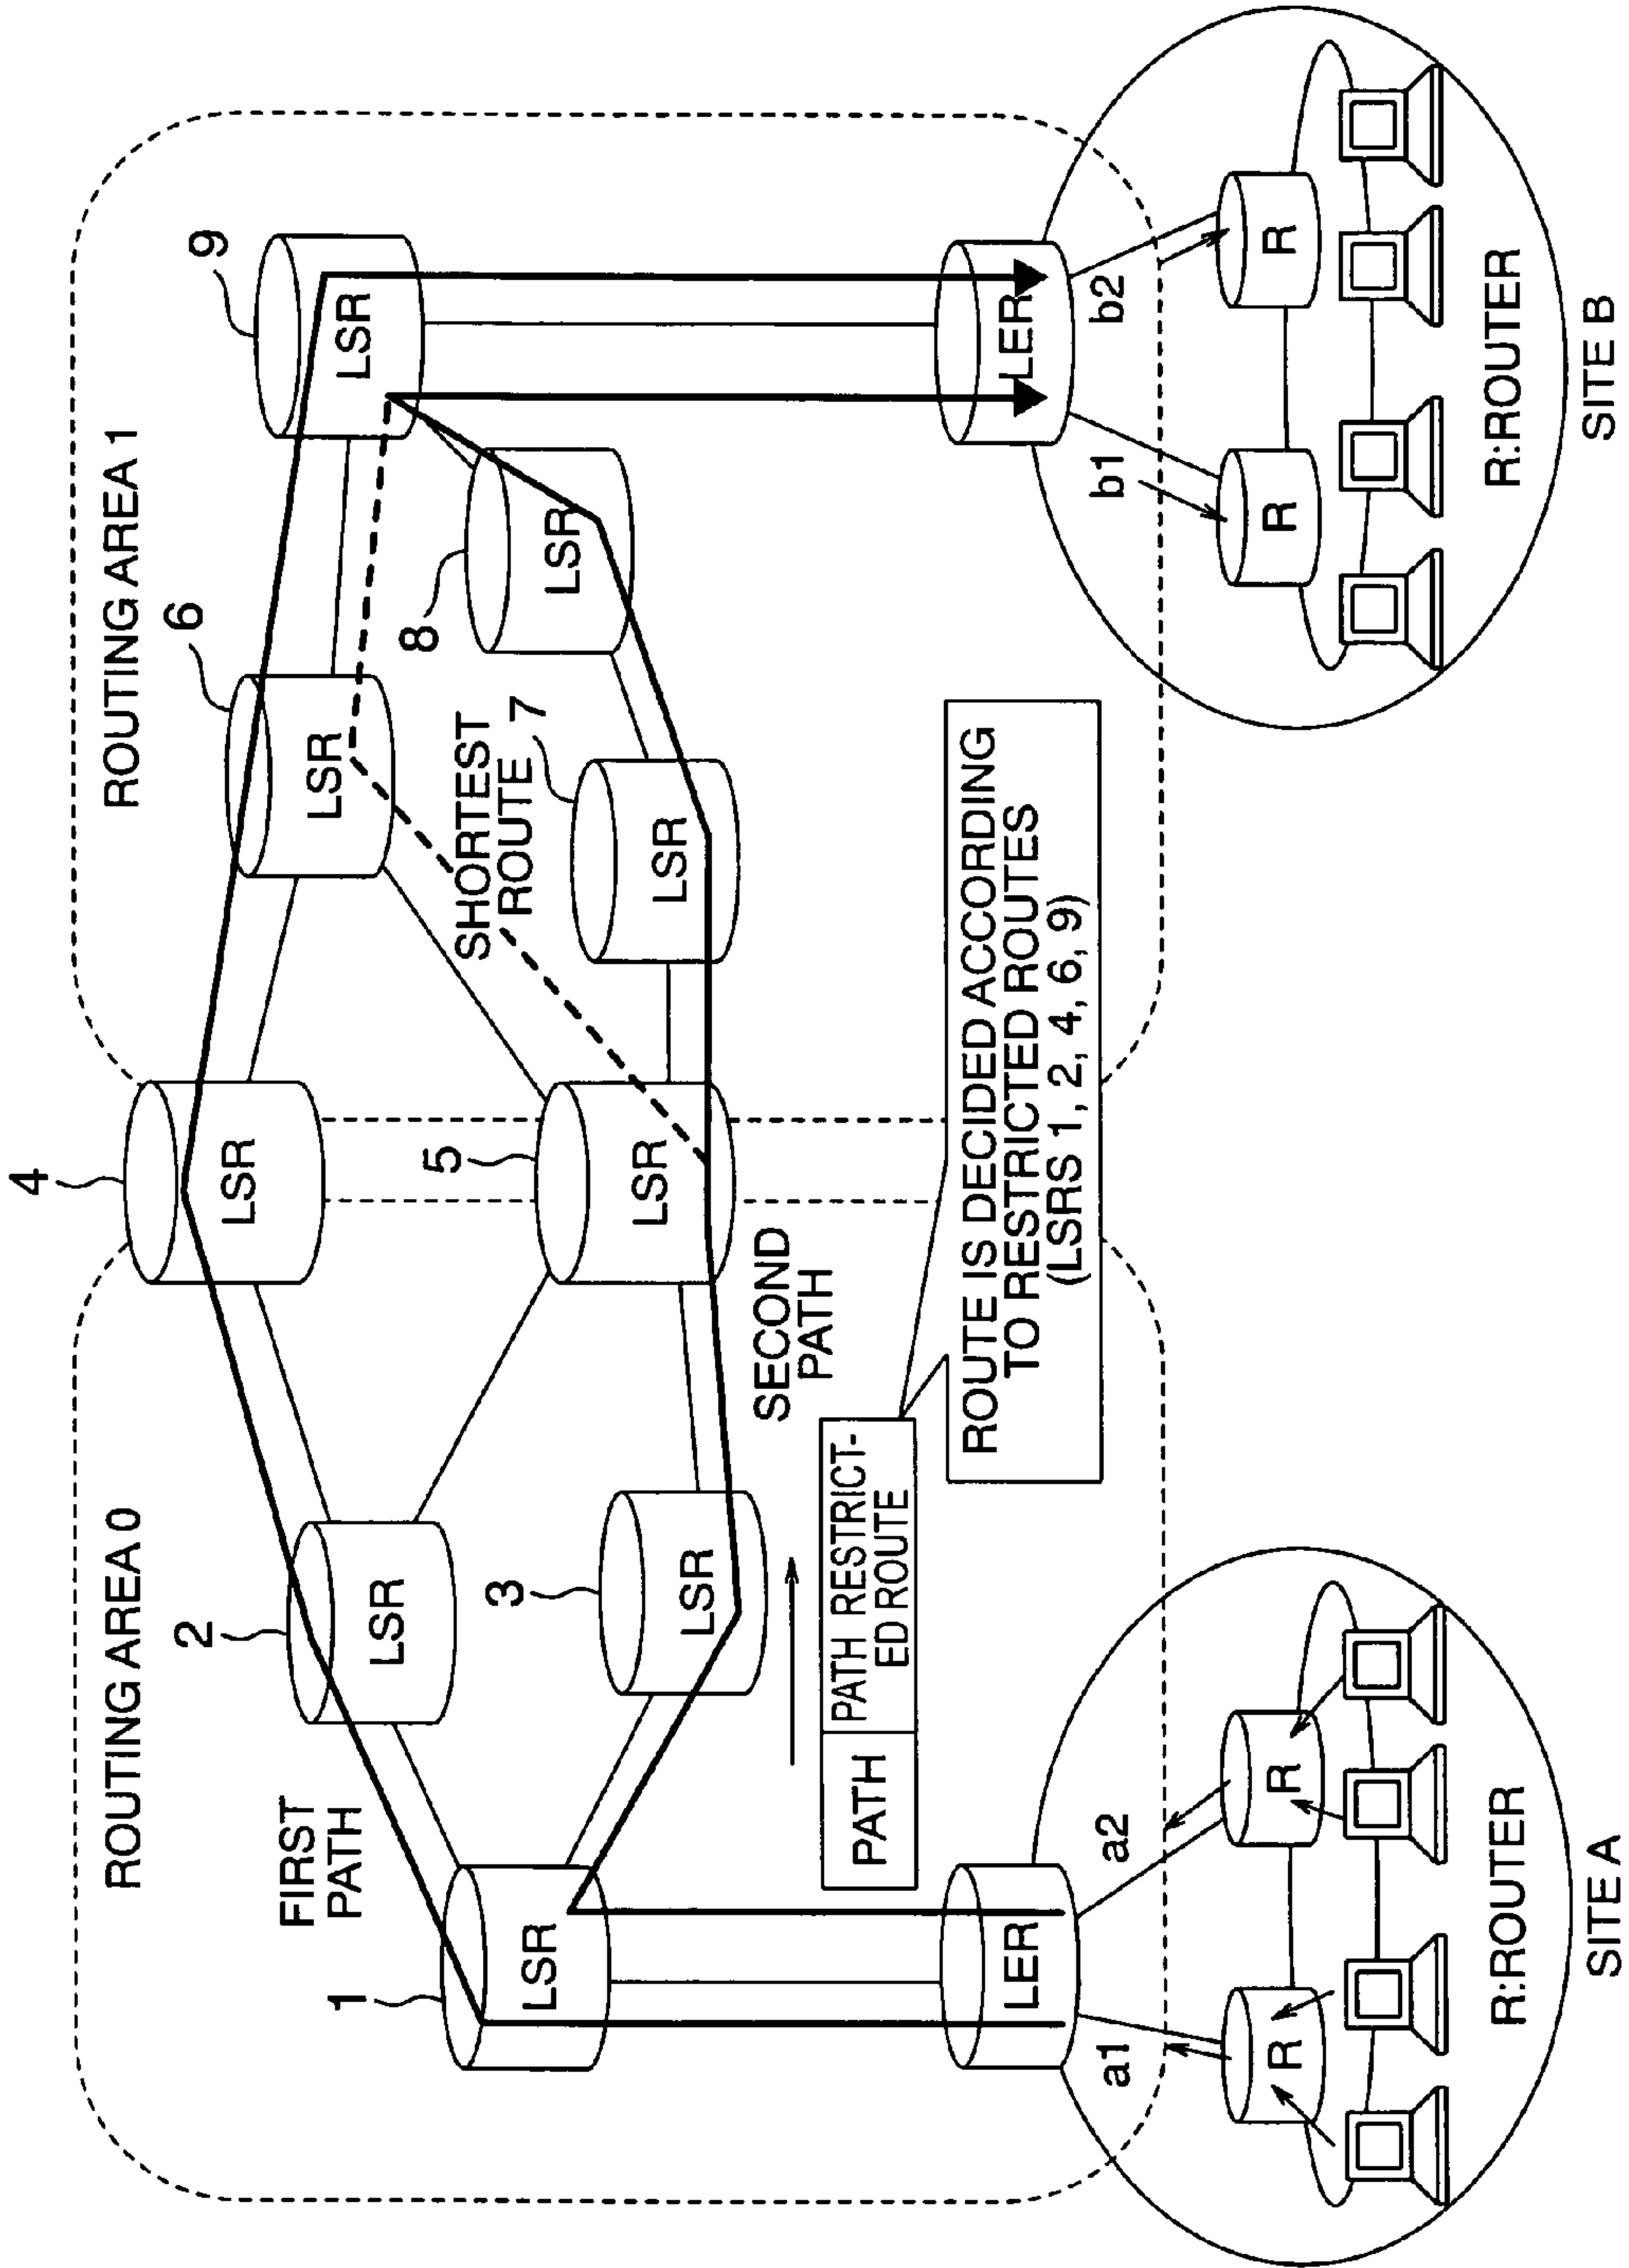 ROUTING AREA 0
ROUTING AREA 1
4
9
6
2
LSR
LSR
LSR
LSR
FIRST
PATH
5
8
SHORTEST
ROUTE
7
3
1
LSR
LSR
LSR
LSR
LSR
SECOND
PATH
PATH
PATH RESTRICT-
ED ROUTE
ROUTE IS DECIDED ACCORDING
TO RESTRICTED ROUTES
(LSRS 1, 2, 4, 6, 9)
LER
LER
a1
a2
b1
b2
R
R
R
R
R:ROUTER
R:ROUTER
SITE A
SITE B